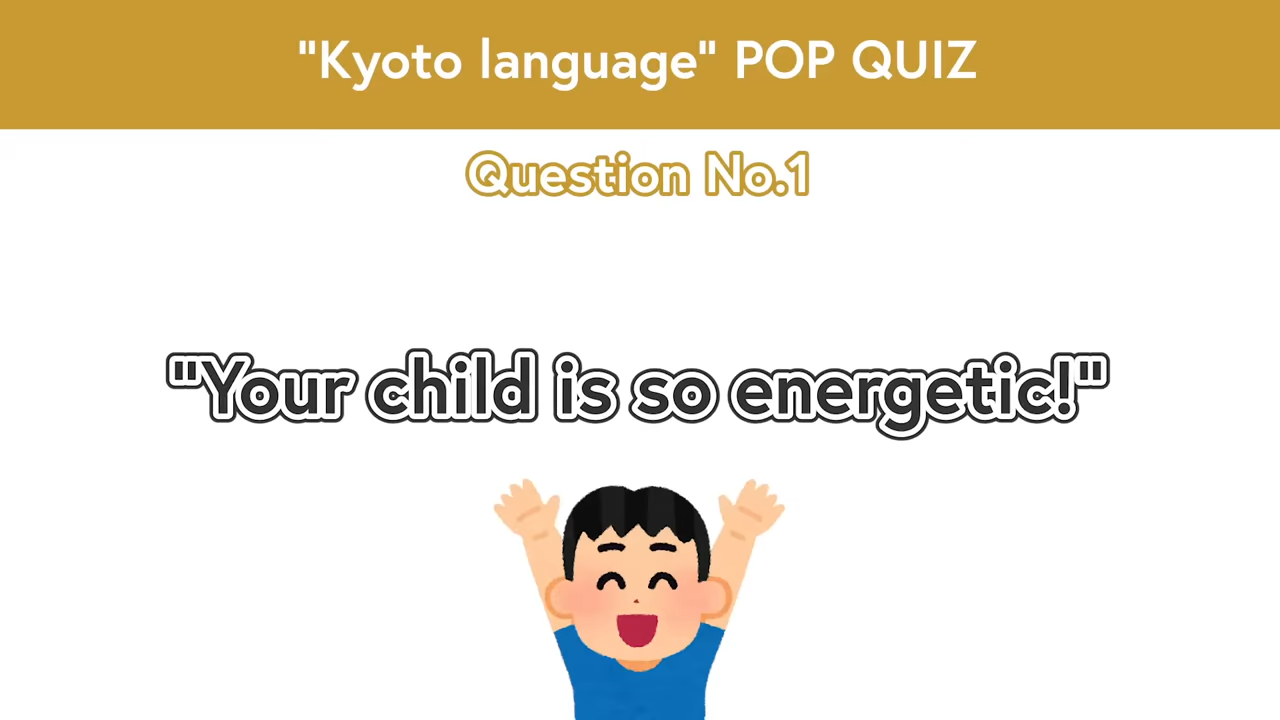 "Kyoto language" POP QUIZ
Question No.1
"Your child is so energetic!"